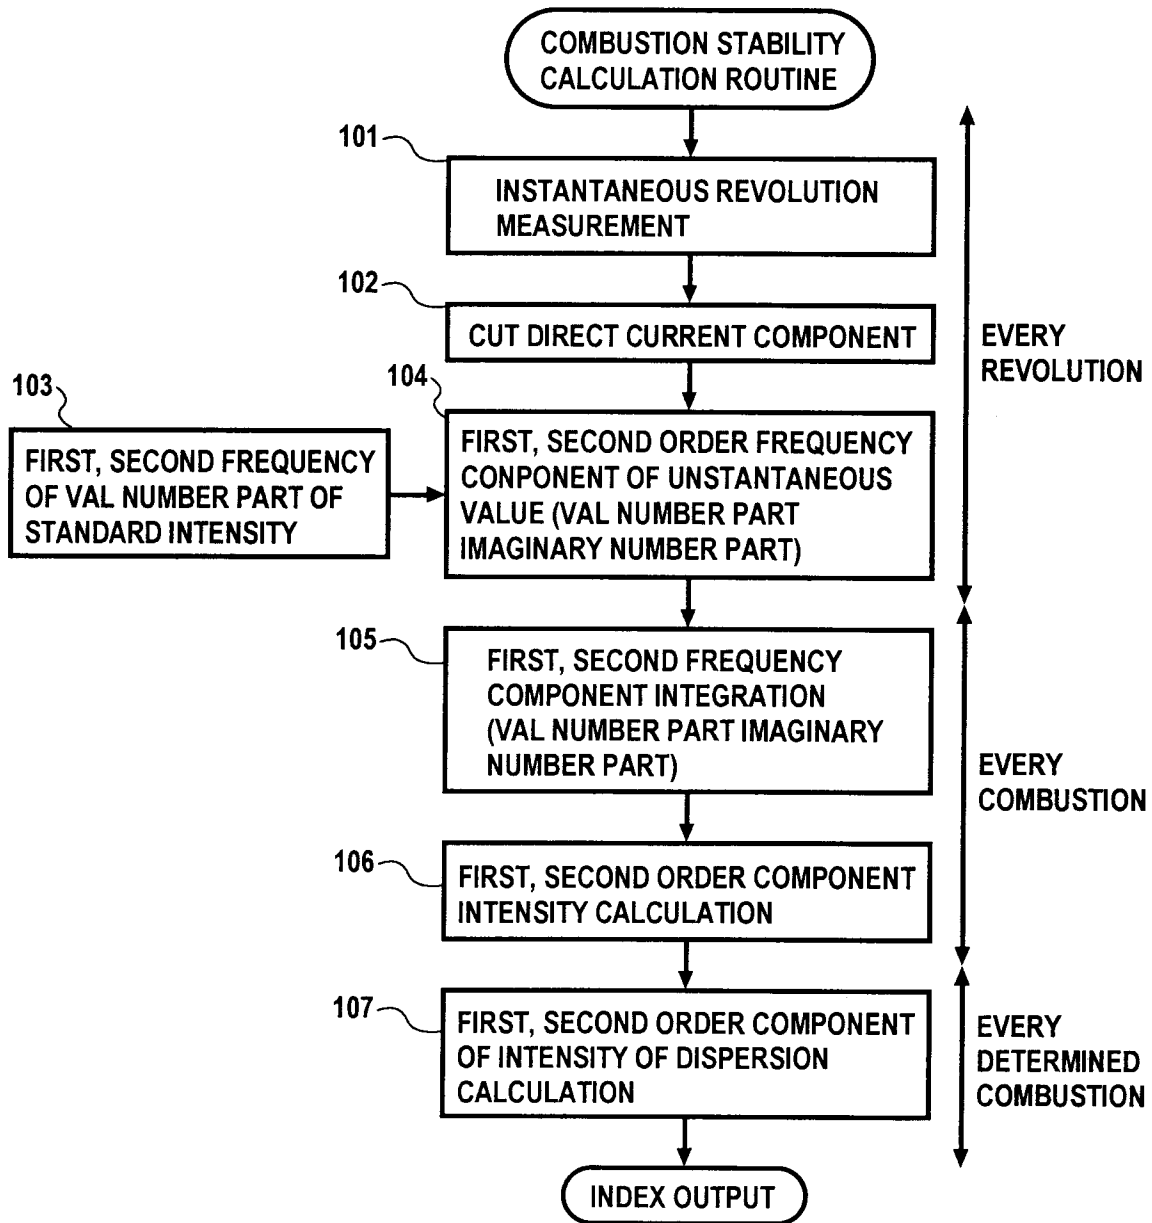 COMBUSTION STABILITY
CALCULATION ROUTINE
101
INSTANTANEOUS REVOLUTION
MEASUREMENT
102
CUT DIRECT CURRENT COMPONENT
EVERY
REVOLUTION
103
FIRST, SECOND FREQUENCY
OF VAL NUMBER PART OF
STANDARD INTENSITY
104
FIRST, SECOND ORDER FREQUENCY
CONPONENT OF UNSTANTANEOUS
VALUE (VAL NUMBER PART
IMAGINARY NUMBER PART)
105
FIRST, SECOND FREQUENCY
COMPONENT INTEGRATION
(VAL NUMBER PART IMAGINARY
NUMBER PART)
EVERY
COMBUSTION
106
FIRST, SECOND ORDER COMPONENT
INTENSITY CALCULATION
107
FIRST, SECOND ORDER COMPONENT
OF INTENSITY OF DISPERSION
CALCULATION
EVERY
DETERMINED
COMBUSTION
INDEX OUTPUT